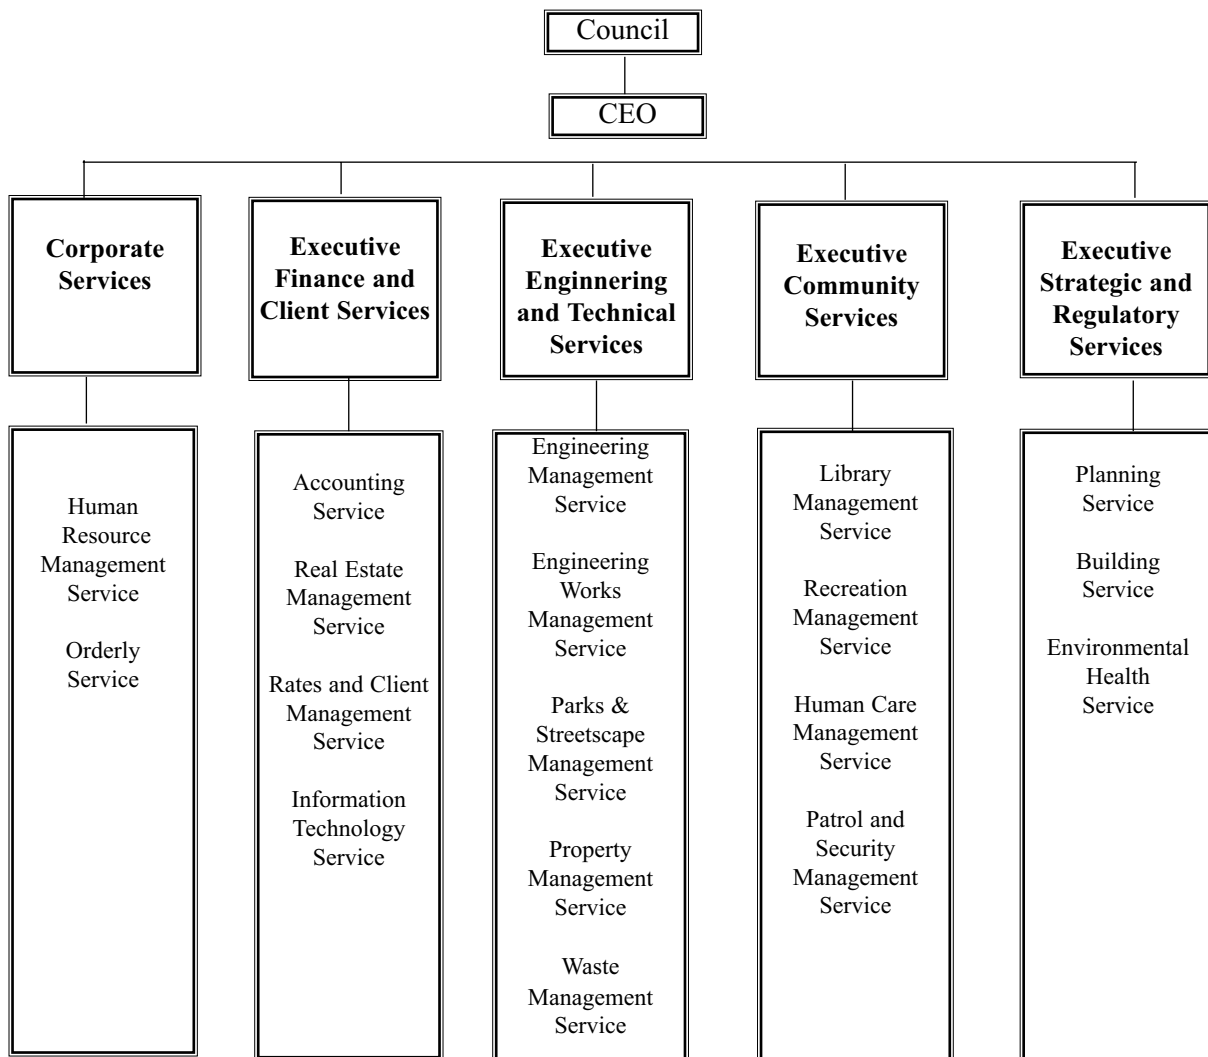 Council
CEO
Corporate
Services
Executive
Finance and
Client Services
Executive
Enginnering
and Technical
Services
Executive
Community
Services
Executive
Strategic and
Regulatory
Services
Human
Resource
Management
Service
Orderly
Service
Accounting
Service
Real Estate
Management
Service
Rates and Client
Management
Service
Information
Technology
Service
Engineering
Management
Service
Engineering
Works
Management
Service
Parks &
Streetscape
Management
Service
Property
Management
Service
Waste
Management
Service
Library
Management
Service
Recreation
Management
Service
Human Care
Management
Service
Patrol and
Security
Management
Service
Planning
Service
Building
Service
Environmental
Health
Service